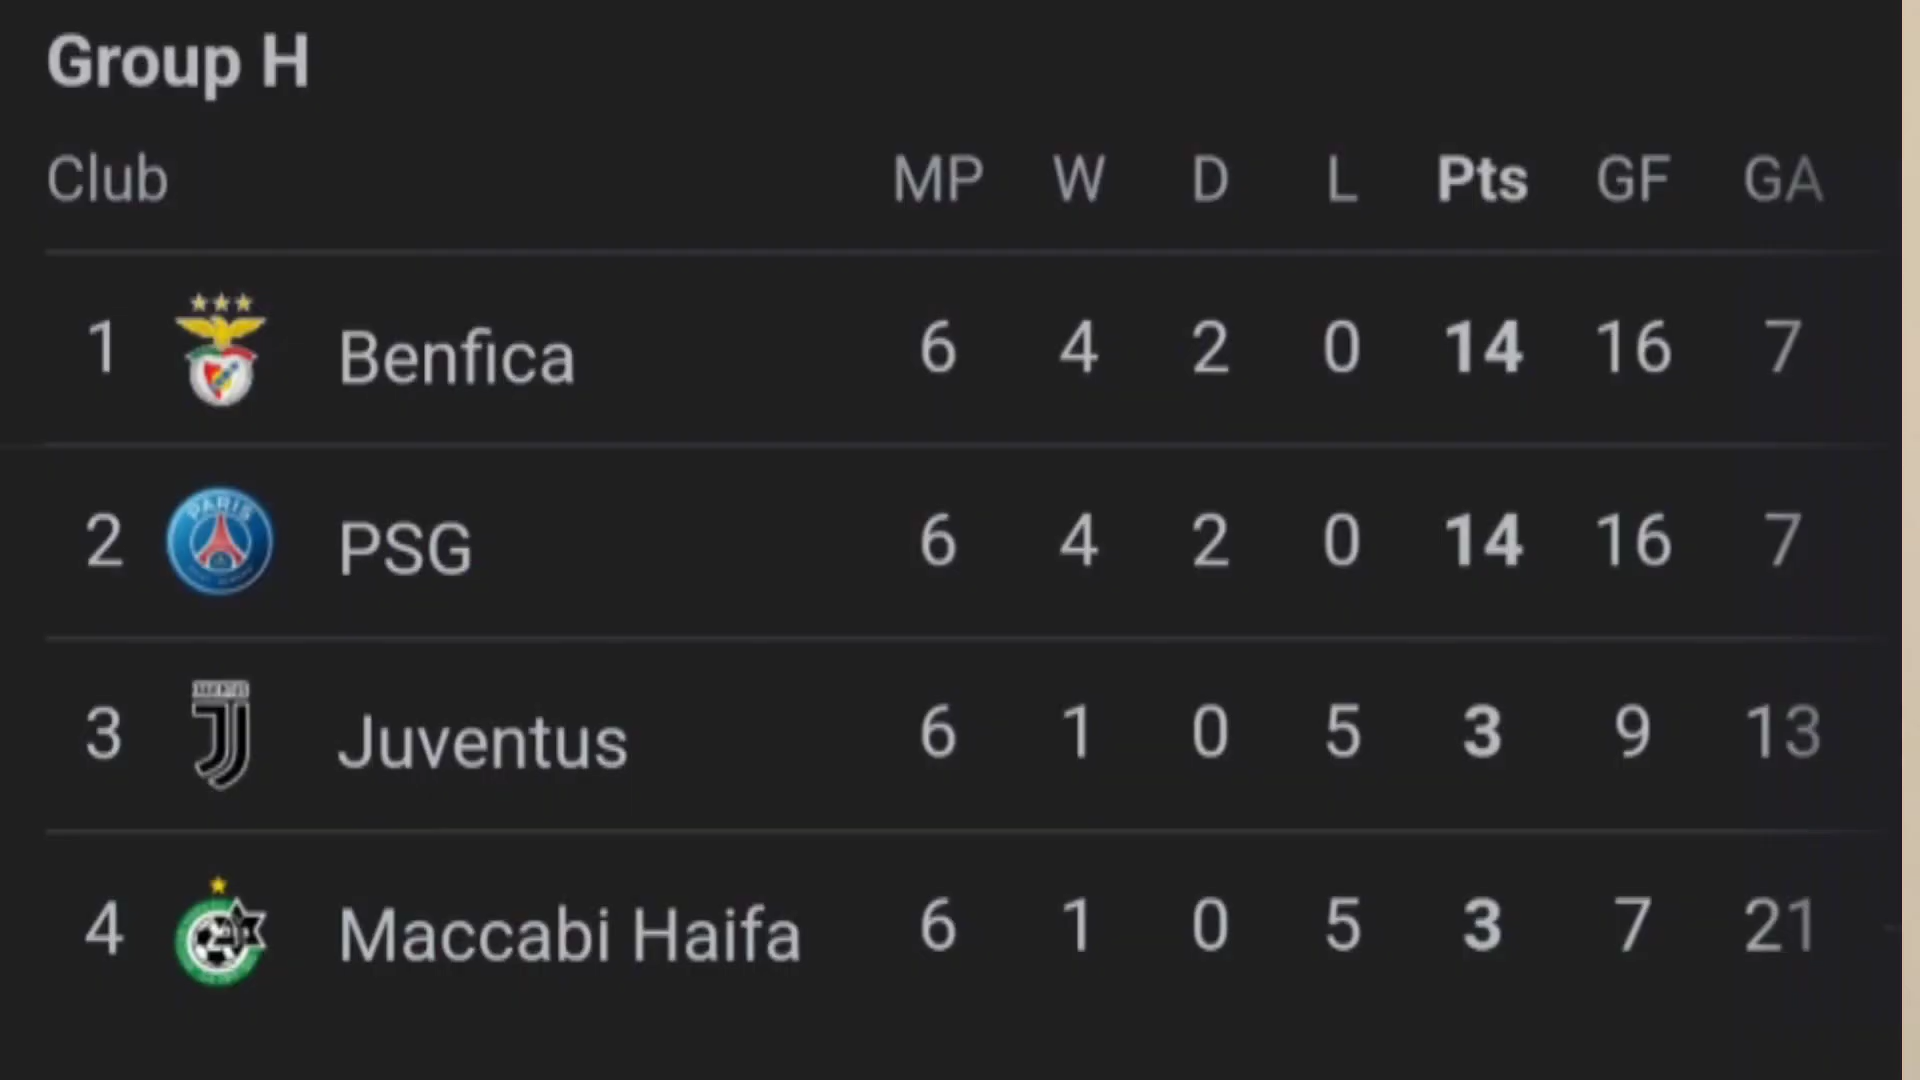 Group H
Club MP W D L Pts GF GA
1 Benfica 6 4 2 0 14 16 7
PARIS
2 PSG 6 4 2 0 14 16 7
JUVENTUS
3 Juventus 6 1 0 5 3 9 13
4 Maccabi Haifa 6 1 0 5 3 7 21